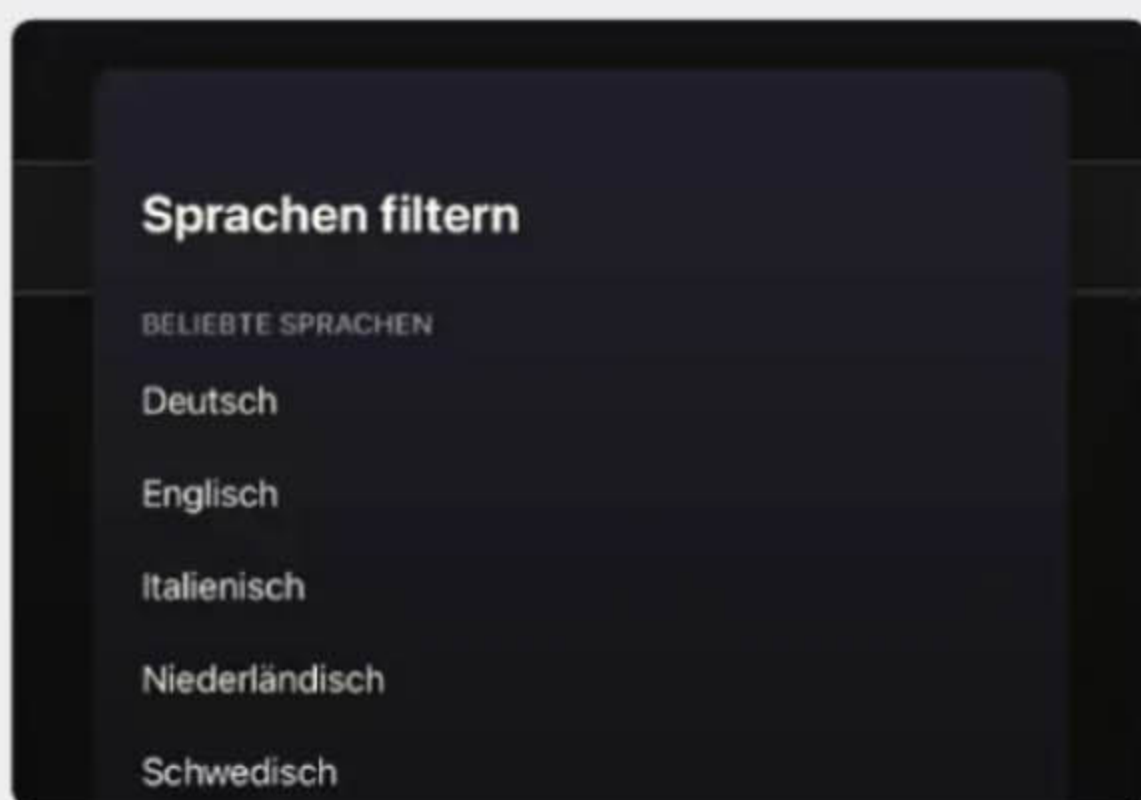 Sprachen filtern
BELIEBTE SPRACHEN
Deutsch
Englisch
Italienisch
Niederländisch
Schwedisch